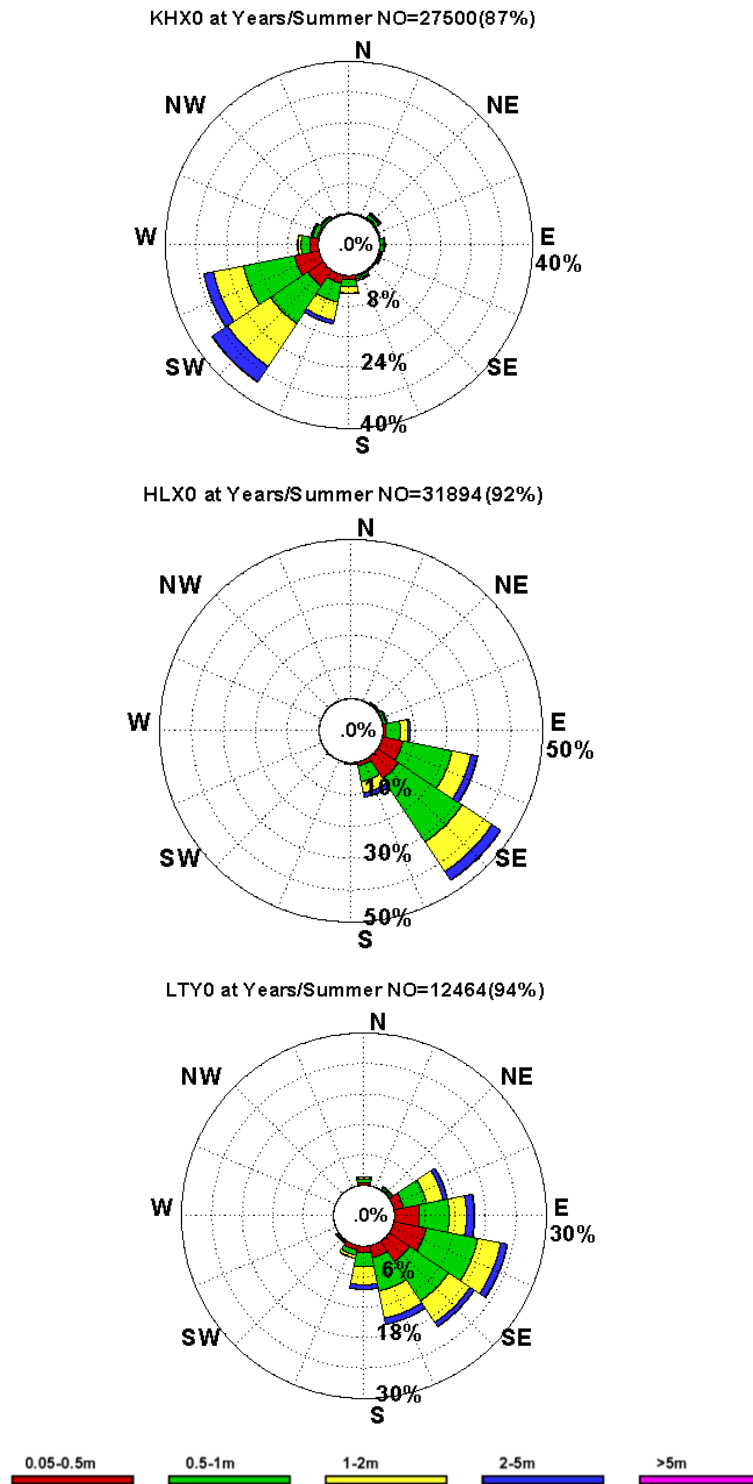 KHX0 at Years/Summer NO=27500(87%)
N
NW NE
W .0% E
40%
8%
24%
SW SE
40%
S
HLX0 at Years/Summer NO=31894(92%)
N
NW NE
W .0% E
50%
10%
30%
SW SE
50%
S
LTY0 at Years/Summer NO=12464(94%)
N
NW NE
W .0% E
30%
6%
18%
SW SE
30%
S
0.05-0.5m 0.5-1m 1-2m 2-5m >5m